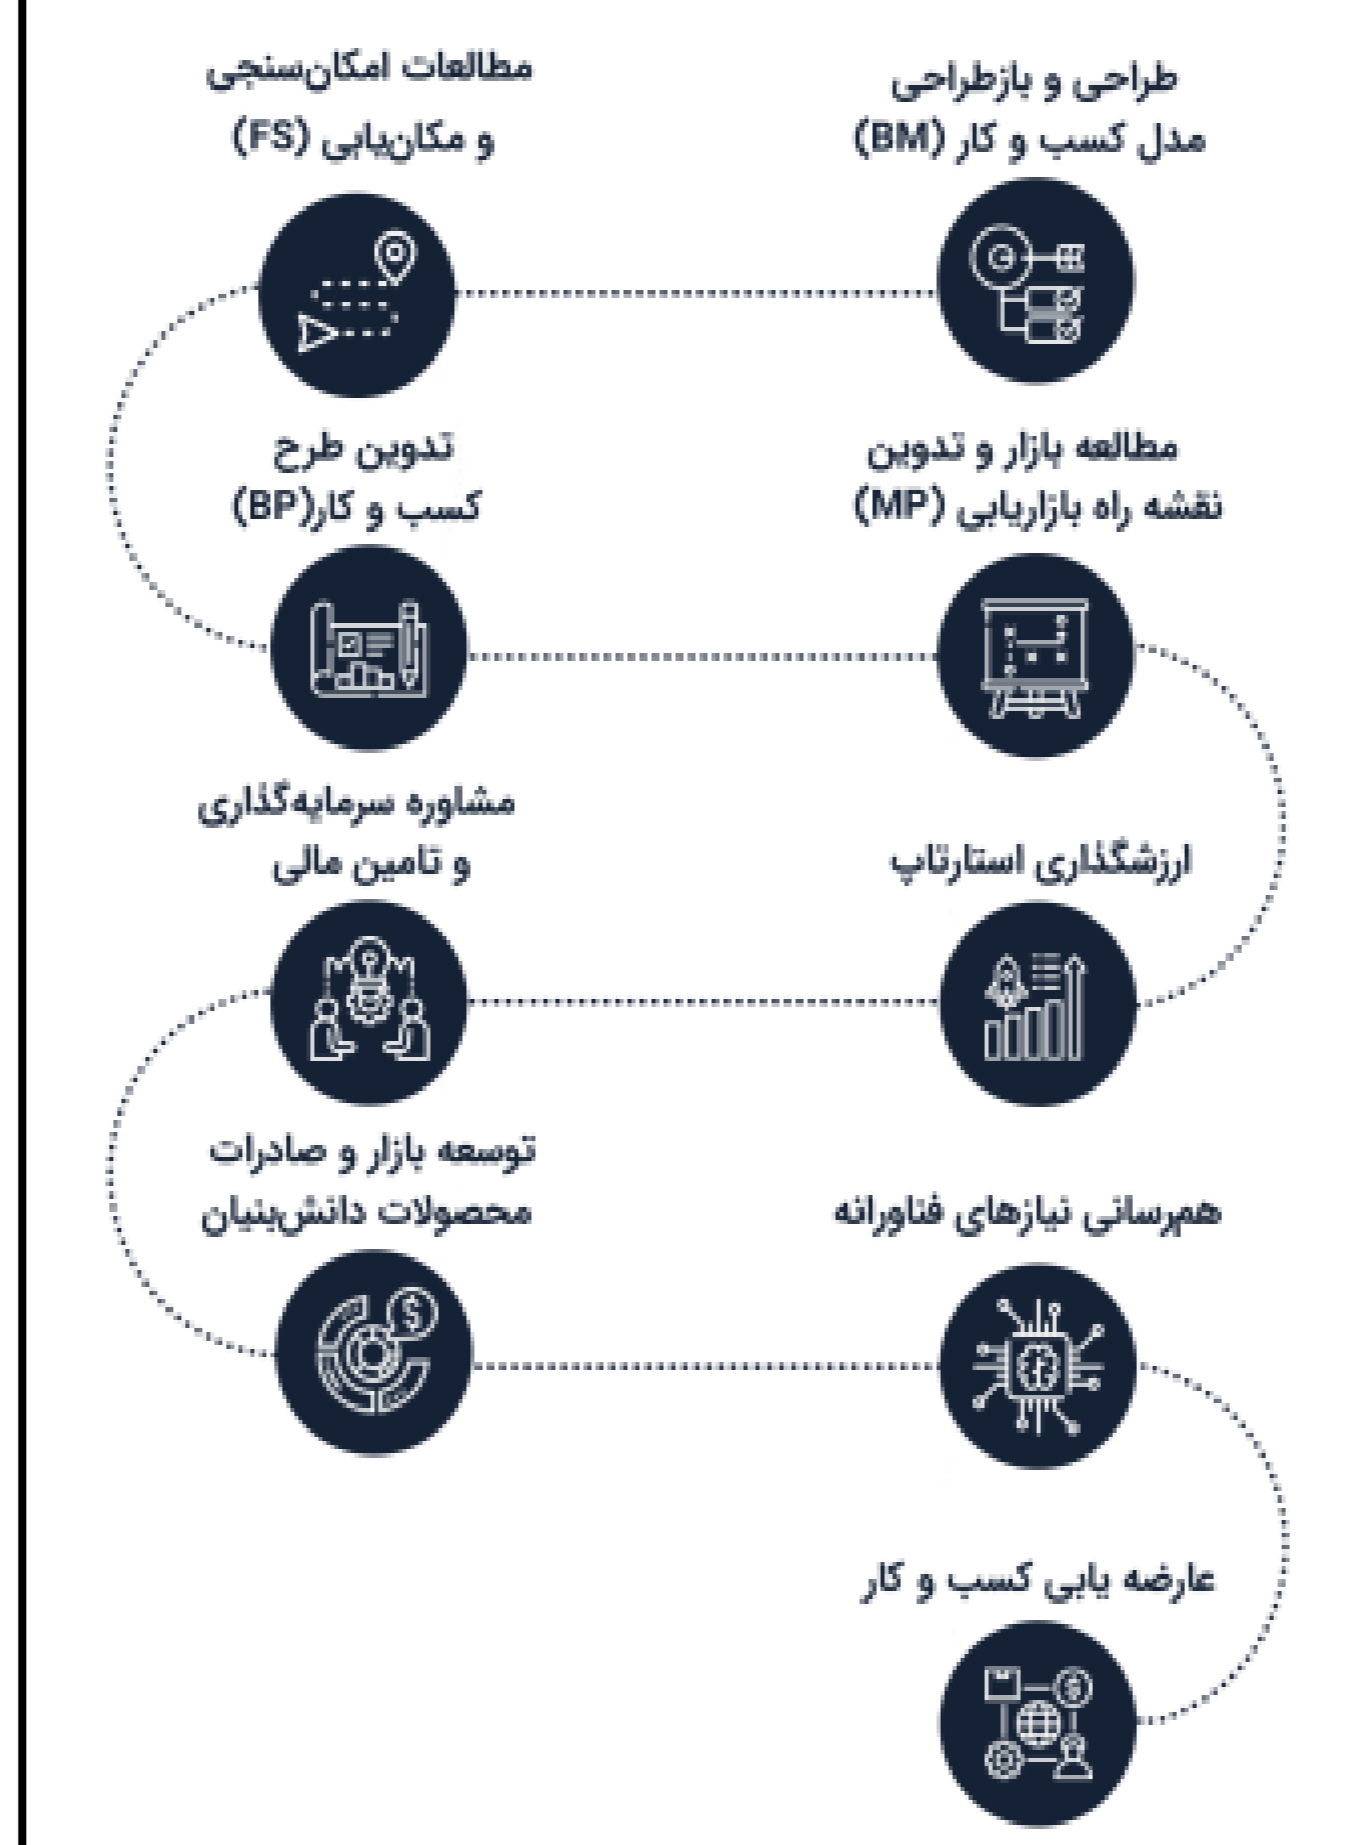 طراحی و بازطراحی
مدل کسب و کار (BM)
مطالعات امکان‌سنجی
و مکان‌یابی (FS)
تدوین طرح
کسب و کار(BP)
مطالعه بازار و تدوین
نقشه راه بازاریابی (MP)
ارزشگذاری استارتاپ
مشاوره سرمایه‌گذاری
و تامین مالی
توسعه بازار و صادرات
محصولات دانش‌بنیان
هم‌رسانی نیازهای فناورانه
عارضه یابی کسب و کار